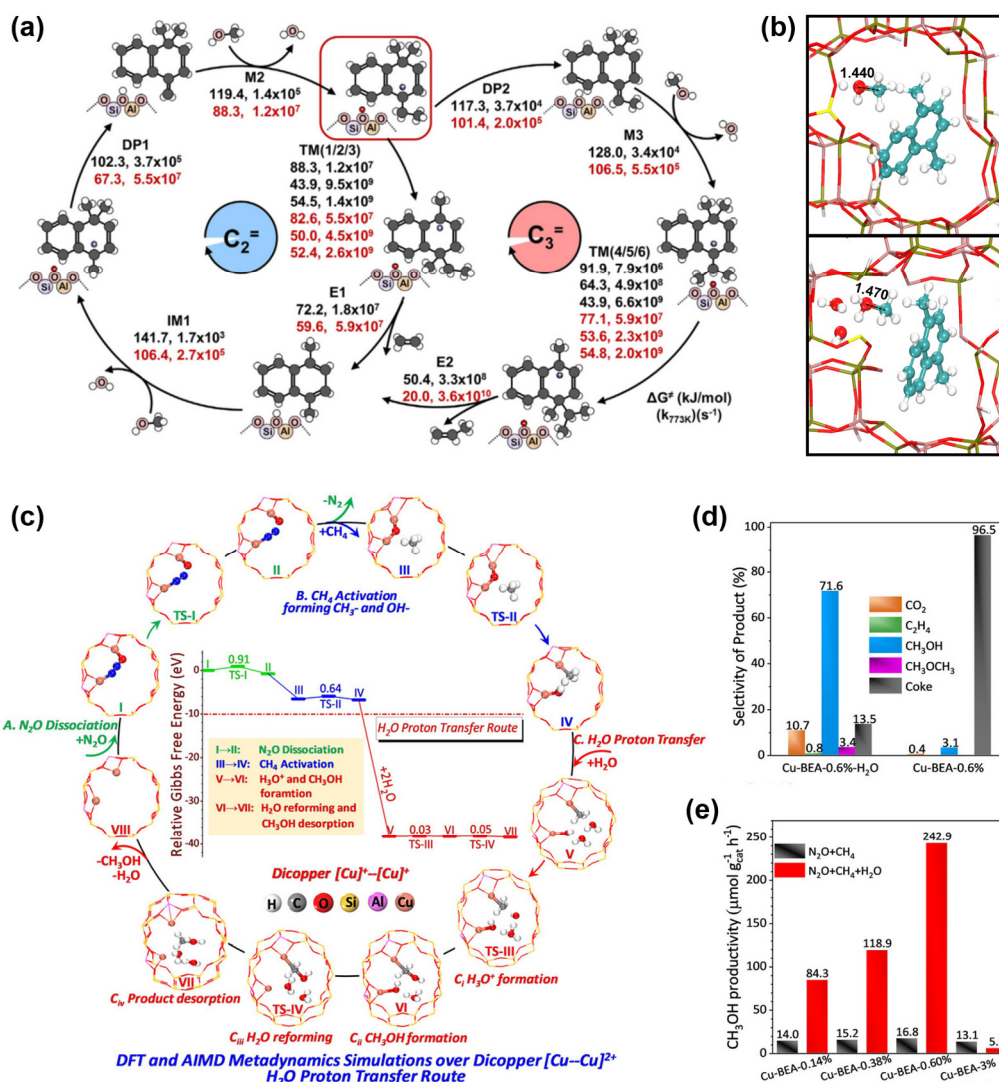 (a)
M2
119.4, 1.4x10⁵
88.3, 1.2x10⁷
DP2
117.3, 3.7x10⁴
101.4, 2.0x10⁵
M3
128.0, 3.4x10⁴
106.5, 5.5x10⁵
DP1
102.3, 3.7x10⁵
67.3, 5.5x10⁷
TM(1/2/3)
88.3, 1.2x10⁷
43.9, 9.5x10⁹
54.5, 1.4x10⁹
82.6, 5.5x10⁷
50.0, 4.5x10⁹
52.4, 2.6x10⁹
C₂⁼
C₃⁼
TM(4/5/6)
91.9, 7.9x10⁶
64.3, 4.9x10⁸
43.9, 6.6x10⁹
77.1, 5.9x10⁷
53.6, 2.3x10⁹
54.8, 2.0x10⁹
IM1
141.7, 1.7x10³
106.4, 2.7x10⁵
E1
72.2, 1.8x10⁷
59.6, 5.9x10⁷
E2
50.4, 3.3x10⁸
20.0, 3.6x10¹⁰
ΔG≠ (kJ/mol)
(k₇₇₃K)(s⁻¹)
O O O
Si Al
(b)
1.440
1.470
(c)
-N₂
+CH₄
I
TS-I
II
III
TS-II
IV
V
TS-III
VI
TS-IV
VII
VIII
A. N₂O Dissociation
+N₂O
B. CH₄ Activation
forming CH₃- and OH-
C. H₂O Proton Transfer
+H₂O
Cᵢ H₃O⁺ formation
Cᵢᵢ CH₃OH formation
Cᵢᵢᵢ H₂O reforming
Cᵢᵥ Product desorption
-CH₃OH
-H₂O
Relative Gibbs Free Energy (eV)
0
-10
-20
-30
-40
I
0.91
TS-I
II
III
0.64
TS-II
IV
H₂O Proton Transfer Route
+2H₂O
V
0.03
TS-III
VI
0.05
TS-IV
VII
I→II: N₂O Dissociation
III→IV: CH₄ Activation
V→VI: H₃O⁺ and CH₃OH
foramtion
VI→VII: H₂O reforming and
CH₃OH desorption
Dicopper [Cu]⁺–[Cu]⁺
H C O Si Al Cu
DFT and AIMD Metadynamics Simulations over Dicopper [Cu--Cu]²⁺
H₂O Proton Transfer Route
(d)
Selctivity of Product (%)
100
80
60
40
20
0
CO₂
C₂H₄
CH₃OH
CH₃OCH₃
Coke
10.7
0.8
71.6
3.4
13.5
0.4
3.1
96.5
Cu-BEA-0.6%-H₂O
Cu-BEA-0.6%
(e)
CH₃OH productivity (μmol g⁻¹cat h⁻¹)
250
200
150
100
50
0
N₂O+CH₄
N₂O+CH₄+H₂O
14.0
84.3
15.2
118.9
16.8
242.9
13.1
5.
Cu-BEA-0.14%
Cu-BEA-0.38%
Cu-BEA-0.60%
Cu-BEA-3%